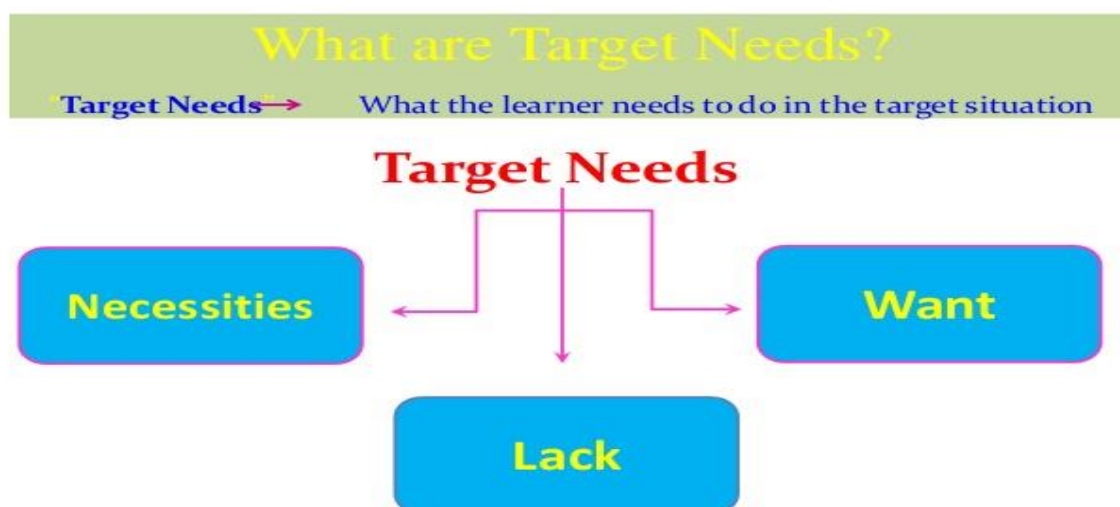 What are Target Needs?
"Target Needs" What the learner needs to do in the target situation
Target Needs
Necessities
Want
Lack